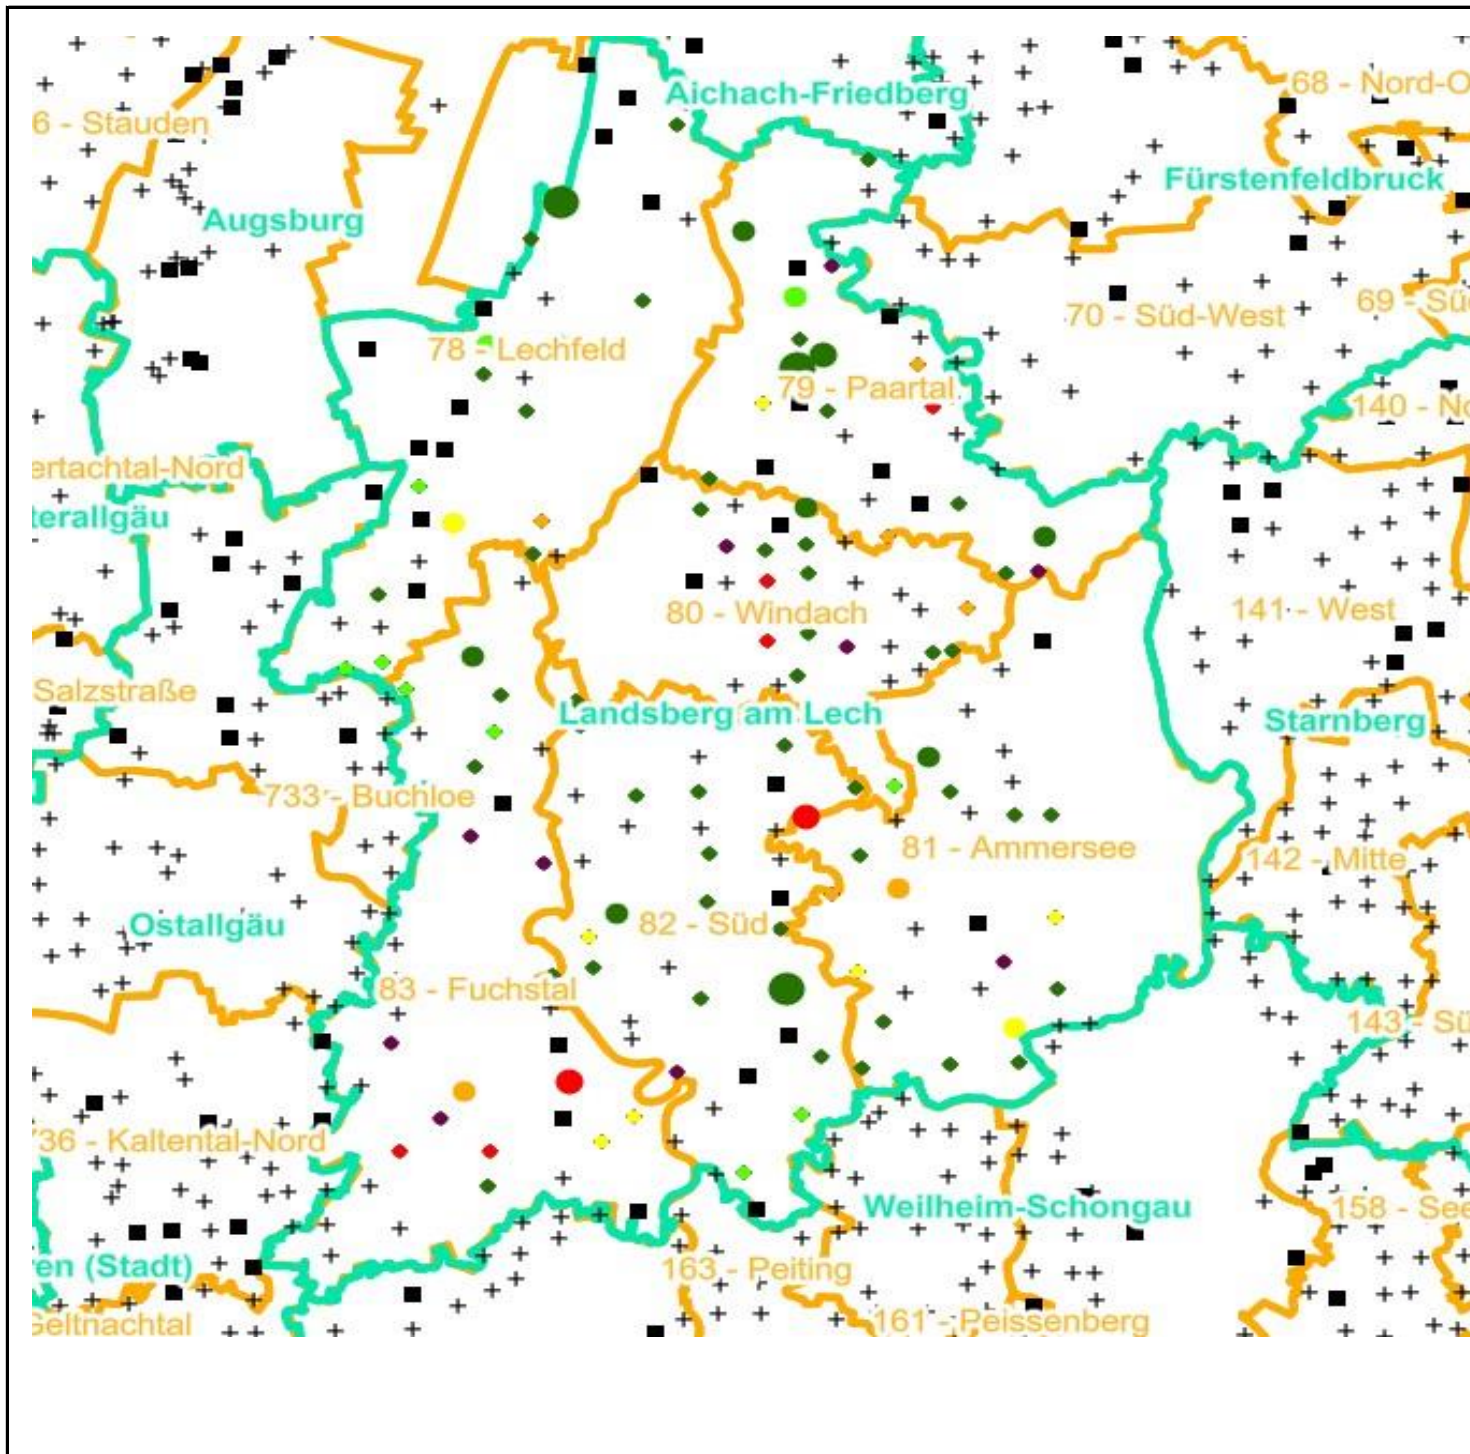 68 - Nord-O
Aichach-Friedberg
6 - Stauden
Fürstenfeldbruck
Augsburg
69 - Sü
70 - Süd-West
78 - Lechfeld
79 - Paartal
140 - No
ertachtal-Nord
terallgäu
80 - Windach
141 - West
Salzstraße
Landsberg am Lech
Starnberg
733 - Buchloe
81 - Ammersee
142 - Mitte
Ostallgäu
82 - Süd
83 - Fuchstal
143 - Sü
736 - Kaltental-Nord
Weilheim-Schongau
158 - See
ren (Stadt)
163 - Peiting
Geltnachtal
161 - Peissenberg